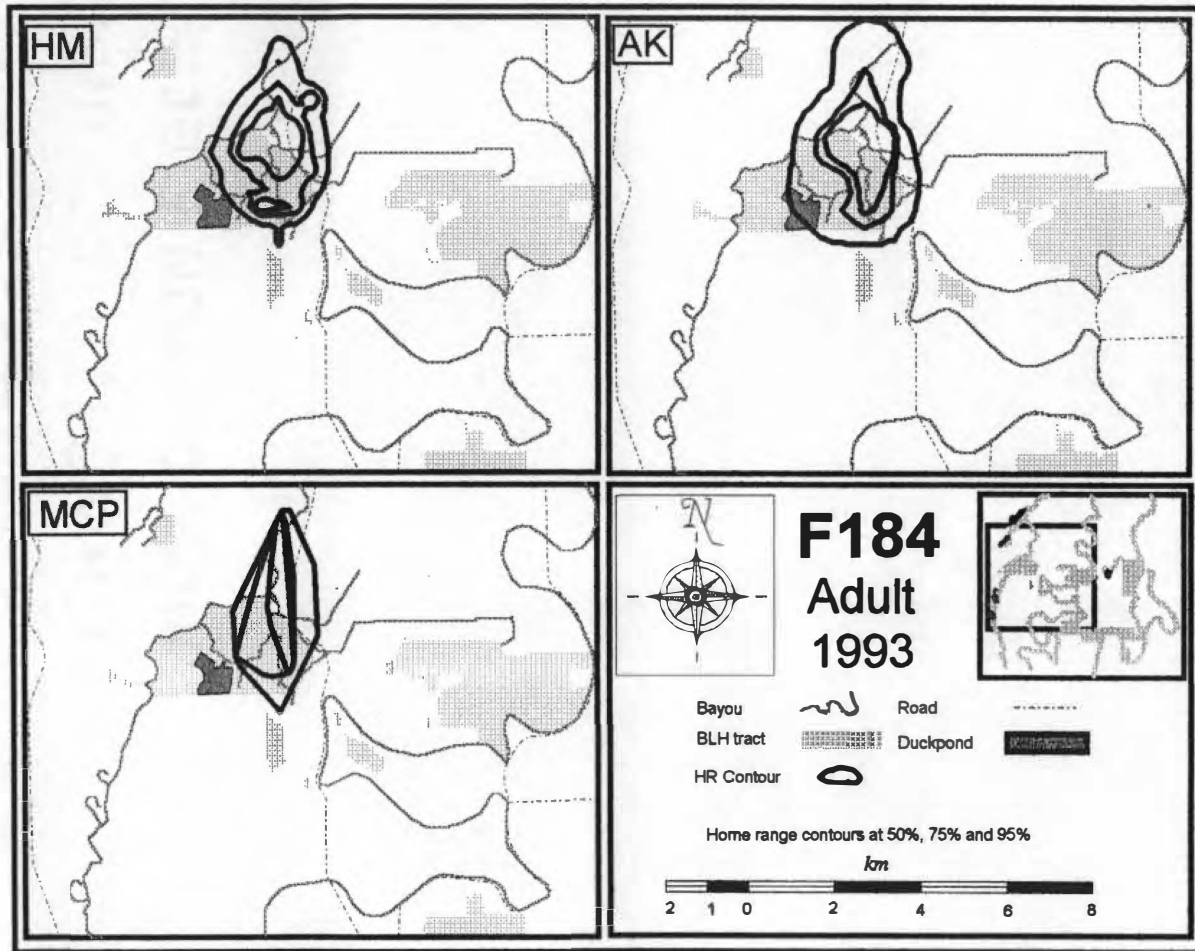 HM
AK
MCP
N
F184
Adult
1993
Bayou
Road
BLH tract
Duckpond
HR Contour
Home range contours at 50%, 75% and 95%
km
2 1 0 2 4 6 8